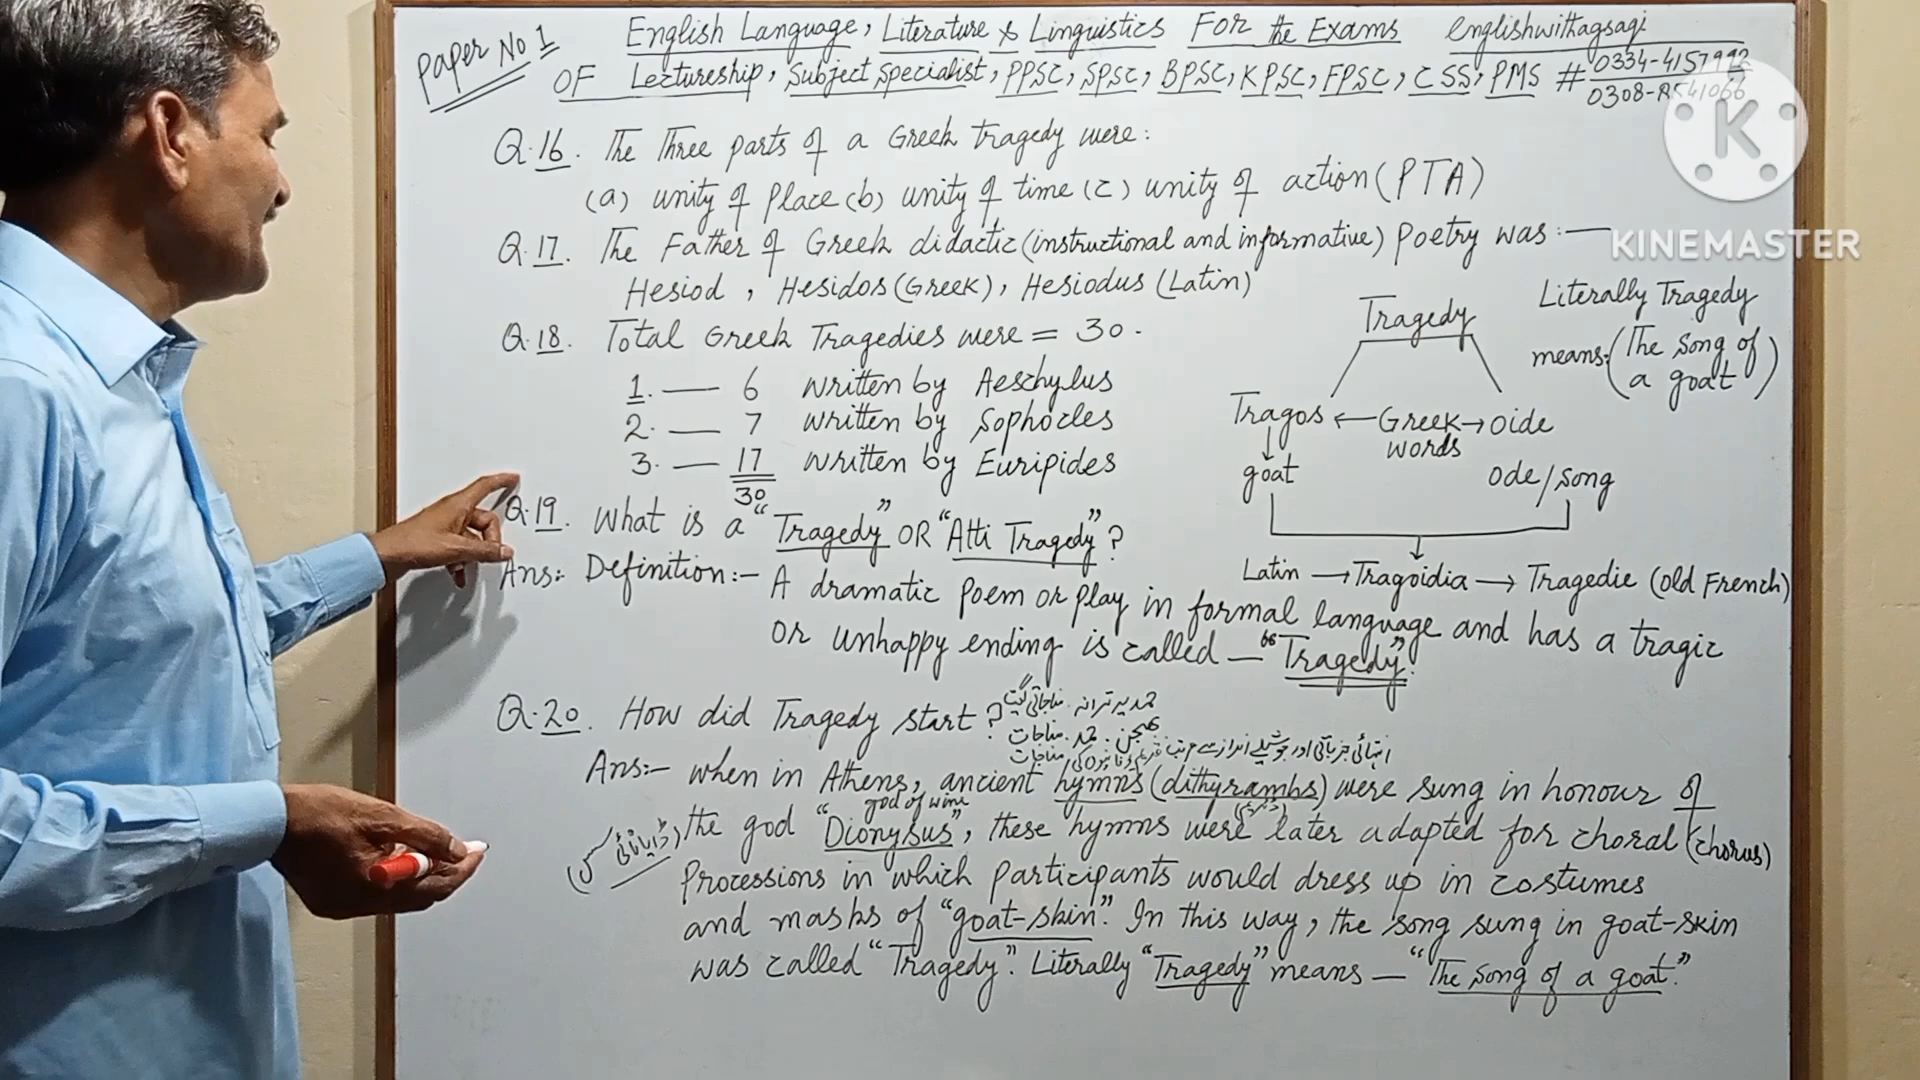 Paper No 1
English Language, Literature & Linguistics For the Exams englishwithagsagi
OF Lectureship, Subject Specialist, PPSC, SPSC, BPSC, KPSC, FPSC, CSS, PMS # 0334-4157992
0308-8541066
K
KINEMASTER
Q.16. The Three parts of a Greek tragedy were:
(a) unity of Place (b) unity of time (c) unity of action (PTA)
Q.17. The Father of Greek didactic (instructional and informative) Poetry was :—
Hesiod, Hesidos (Greek), Hesiodus (Latin)
Q.18. Total Greek Tragedies were = 30.
1. — 6 written by Aeschylus
2. — 7 written by Sophocles
3. — 17 written by Euripides
30
Tragedy
Literally Tragedy
means: (The Song of
a goat)
Tragos ← Greek → oide
words
goat
Ode/song
Latin → Tragoidia → Tragedie (old French)
Q.19. What is a "Tragedy" OR "Atti Tragedy"?
Ans: Definition:- A dramatic Poem or play in formal language and has a tragic
or unhappy ending is called — "Tragedy".
Q.20. How did Tragedy start?
حمدیہ ترانہ. مناجاتی گیت
بھجن. حمد. مناجات
Ans:- When in Athens, ancient hymns (dithyrambs) were sung in honour of
god of wine
the god "Dionysus", these hymns were later adapted for choral (chorus)
Processions in which participants would dress up in costumes
and masks of "goat-skin". In this way, the song sung in goat-skin
was called "Tragedy". Literally "Tragedy" means — "The Song of a goat."